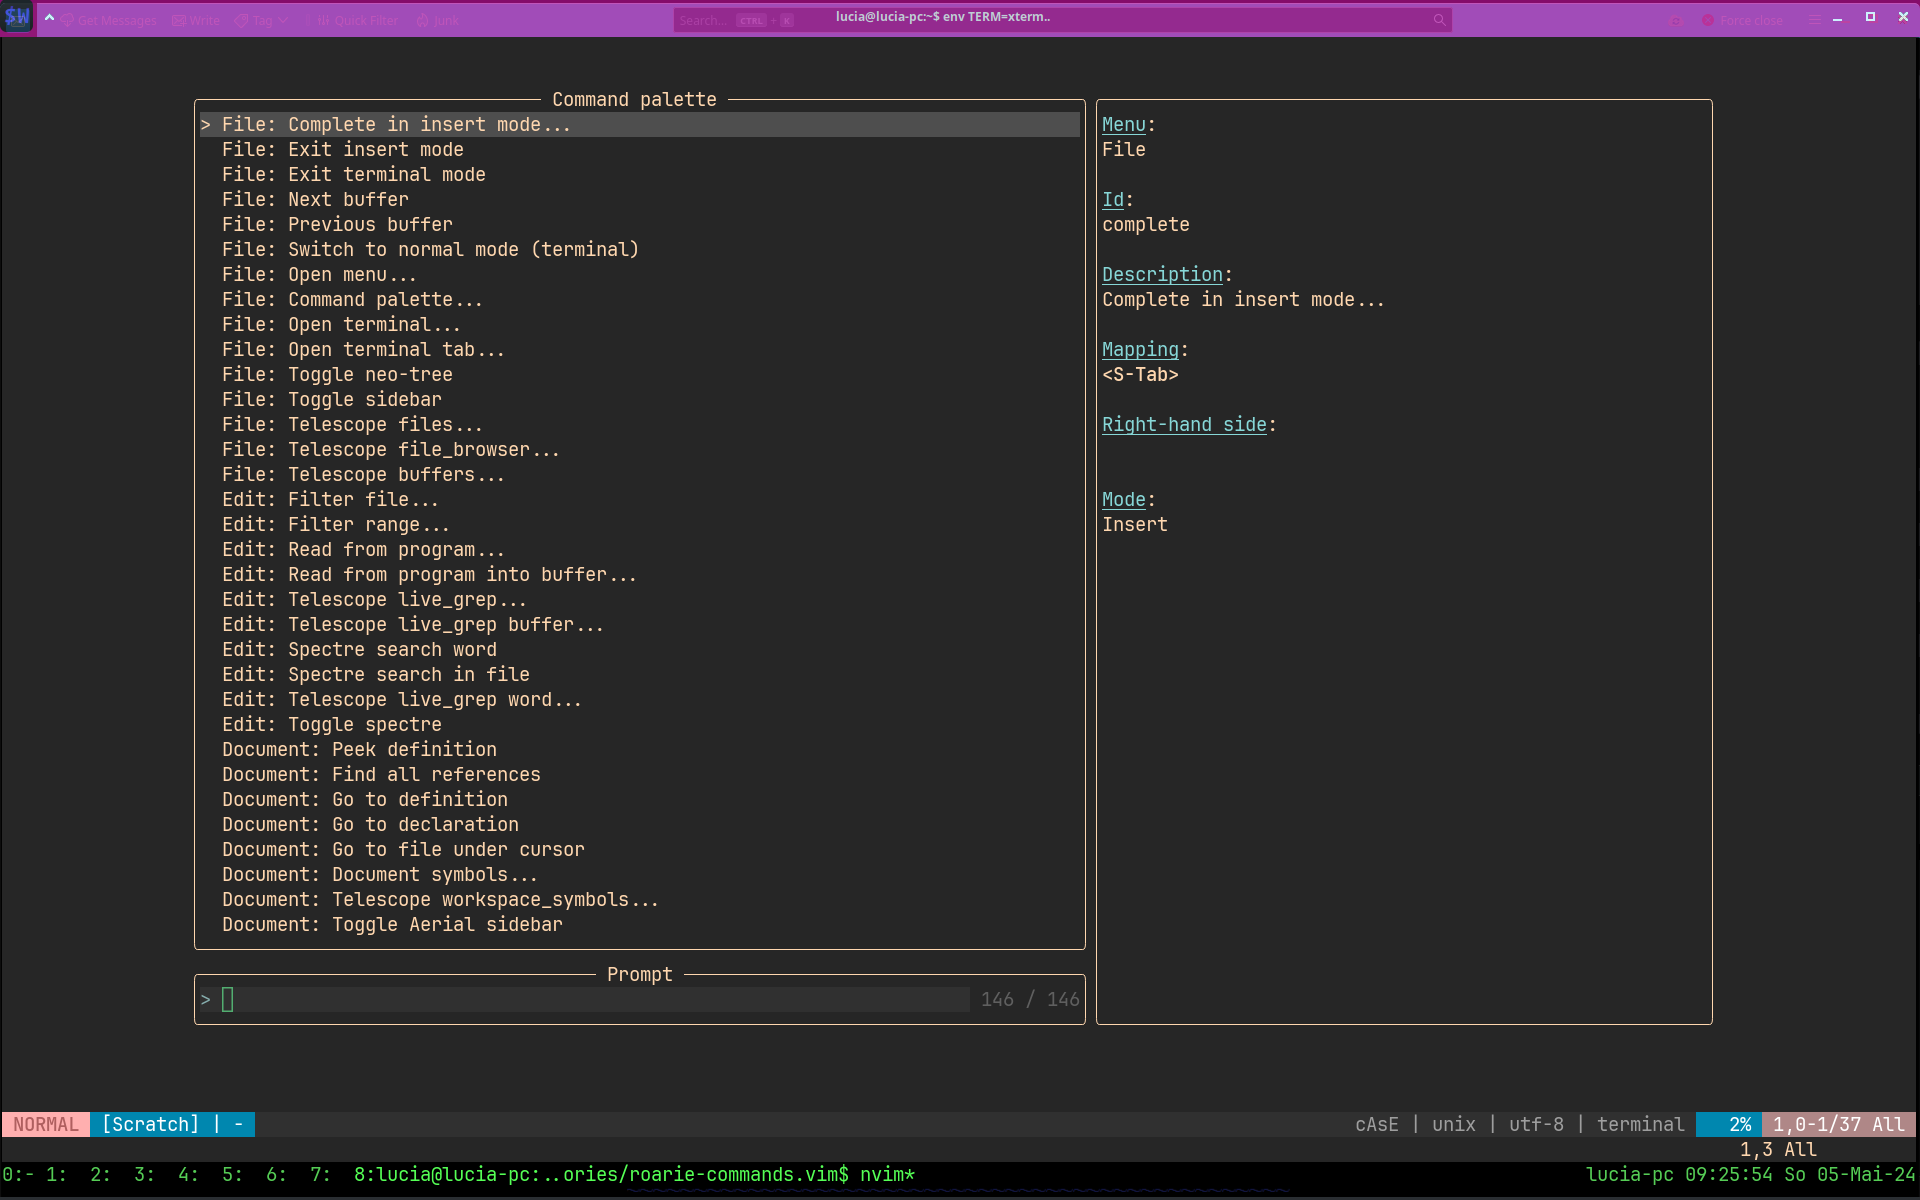 Get Messages Write Tag Quick Filter Junk Search... CTRL + K lucia@lucia-pc:~$ env TERM=xterm.. Force close
Command palette
> File: Complete in insert mode...
File: Exit insert mode
File: Exit terminal mode
File: Next buffer
File: Previous buffer
File: Switch to normal mode (terminal)
File: Open menu...
File: Command palette...
File: Open terminal...
File: Open terminal tab...
File: Toggle neo-tree
File: Toggle sidebar
File: Telescope files...
File: Telescope file_browser...
File: Telescope buffers...
Edit: Filter file...
Edit: Filter range...
Edit: Read from program...
Edit: Read from program into buffer...
Edit: Telescope live_grep...
Edit: Telescope live_grep buffer...
Edit: Spectre search word
Edit: Spectre search in file
Edit: Telescope live_grep word...
Edit: Toggle spectre
Document: Peek definition
Document: Find all references
Document: Go to definition
Document: Go to declaration
Document: Go to file under cursor
Document: Document symbols...
Document: Telescope workspace_symbols...
Document: Toggle Aerial sidebar
Prompt
> 146 / 146
Menu:
File
Id:
complete
Description:
Complete in insert mode...
Mapping:
<S-Tab>
Right-hand side:
Mode:
Insert
NORMAL [Scratch] | - cAsE | unix | utf-8 | terminal 2% 1,0-1/37 All
1,3 All
0:- 1: 2: 3: 4: 5: 6: 7: 8:lucia@lucia-pc:..ories/roarie-commands.vim$ nvim* lucia-pc 09:25:54 So 05-Mai-24